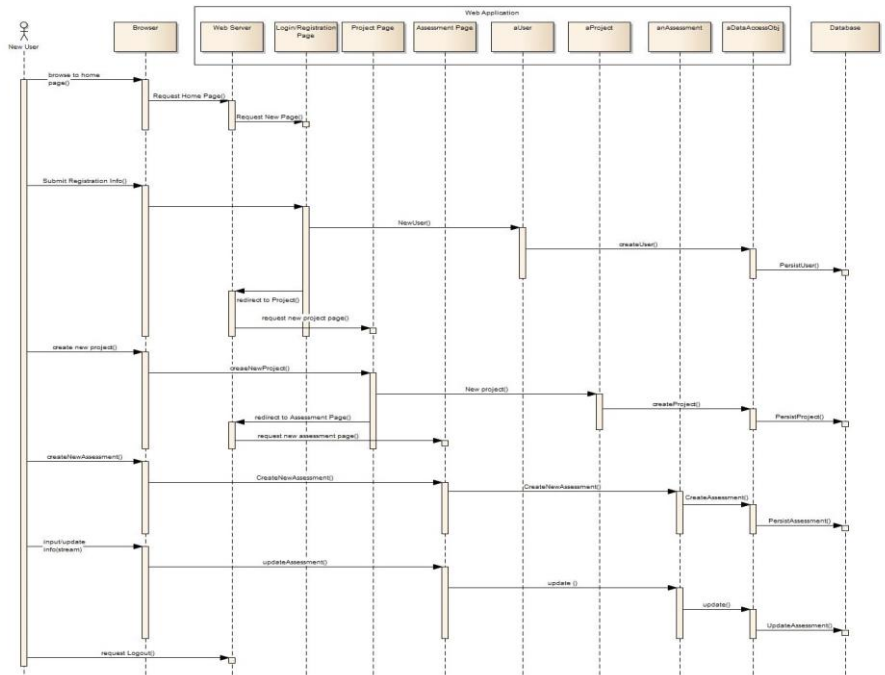 Web Application
New User
Browser
Web Server
Login/Registration
Page
Project Page
Assessment Page
aUser
aProject
anAssessment
aDataAccessObj
Database
browse to home
page()
Request Home Page()
Request New Page()
Submit Registration Info()
NewUser()
createUser()
PersistUser()
redirect to Project()
request new project page()
create new project()
createNewProject()
New project()
createProject()
PersistProject()
redirect to Assessment Page()
request new assessment page()
createNewAssessment()
CreateNewAssessment()
CreateNewAssessment()
CreateAssessment()
PersistAssessment()
input/update
info(stream)
updateAssessment()
update ()
update()
UpdateAssessment()
request Logout()